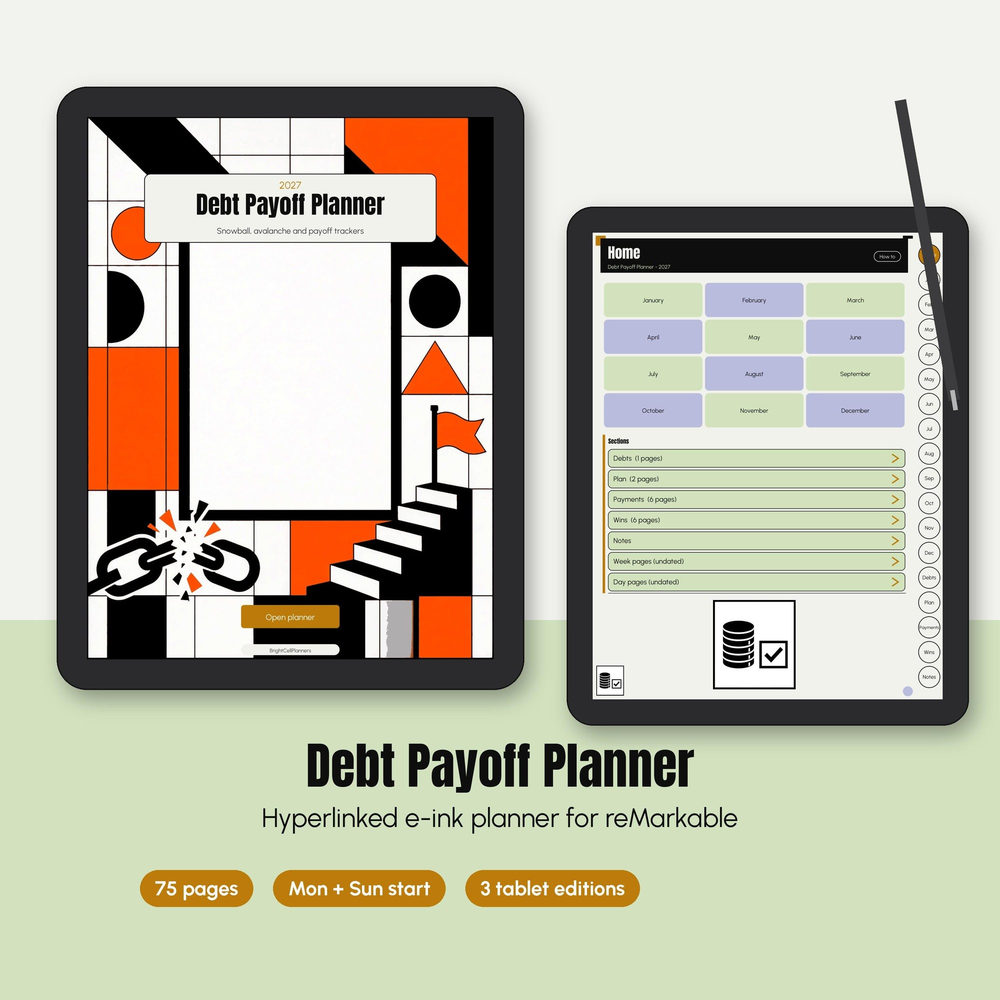 2027
Debt Payoff Planner
Snowball, avalanche and payoff trackers
Open planner
BrightCellPlanners
Home
Debt Payoff Planner - 2027
How to
January
February
March
April
May
June
July
August
September
October
November
December
Sections
Debts (1 pages)
Plan (2 pages)
Payments (6 pages)
Wins (6 pages)
Notes
Week pages (undated)
Day pages (undated)
Mar
Apr
May
Jun
Jul
Aug
Sep
Oct
Nov
Dec
Debts
Plan
Payments
Wins
Notes
Debt Payoff Planner
Hyperlinked e-ink planner for reMarkable
75 pages
Mon + Sun start
3 tablet editions